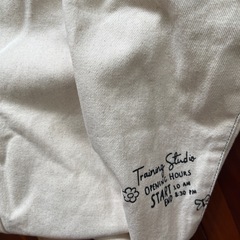 Training Studio
OPENING HOURS
START 10 AM
END 8:30 PM